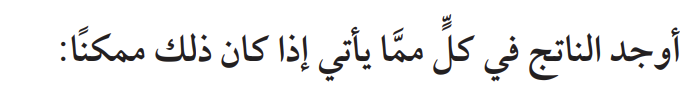 أوجد الناتج في كلٍّ ممَّا يأتي إذا كان ذلك ممكنًا: